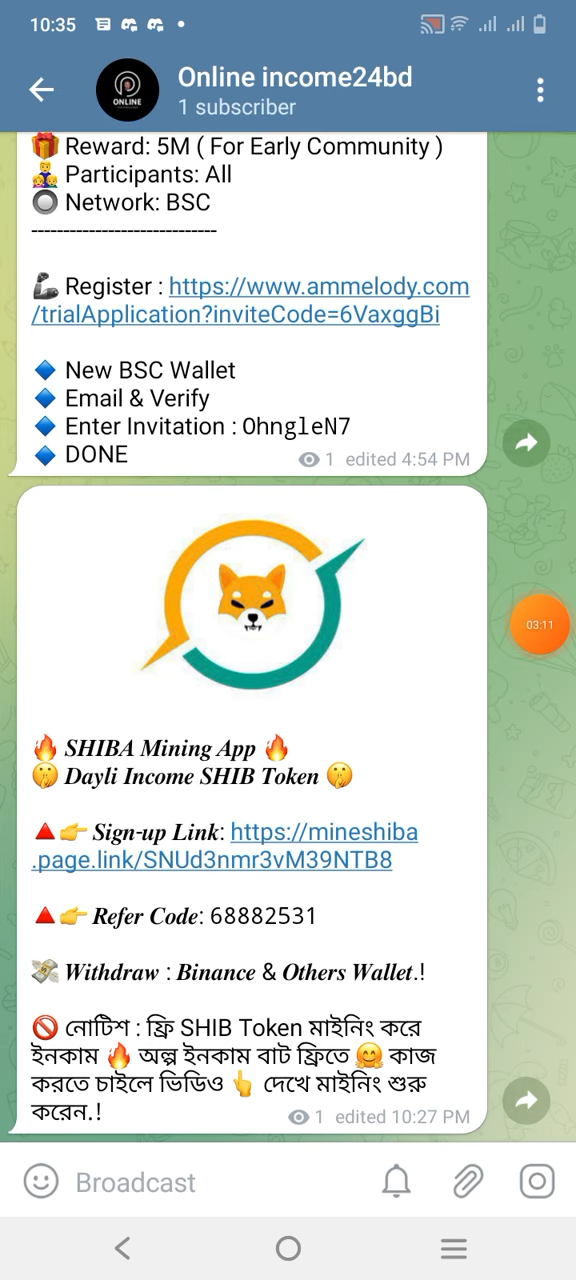 10:35
Online income24bd
1 subscriber
ONLINE
🎁 Reward: 5M ( For Early Community )
👨‍👧‍👦 Participants: All
🔘 Network: BSC
-----------------------------
🦾 Register : https://www.ammelody.com
/trialApplication?inviteCode=6VaxggBi
🔹 New BSC Wallet
🔹 Email & Verify
🔹 Enter Invitation : OhngleN7
🔹 DONE
1 edited 4:54 PM
03:11
🔥 SHIBA Mining App 🔥
🤫 Dayli Income SHIB Token 🤫
🔺👉 Sign-up Link: https://mineshiba
.page.link/SNUd3nmr3vM39NTB8
🔺👉 Refer Code: 68882531
💸 Withdraw : Binance & Others Wallet.!
🚫 নোটিশ : ফ্রি SHIB Token মাইনিং করে
ইনকাম 🔥 অল্প ইনকাম বাট ফ্রিতে 🤗 কাজ
করতে চাইলে ভিডিও 👆 দেখে মাইনিং শুরু
করেন.!
1 edited 10:27 PM
Broadcast